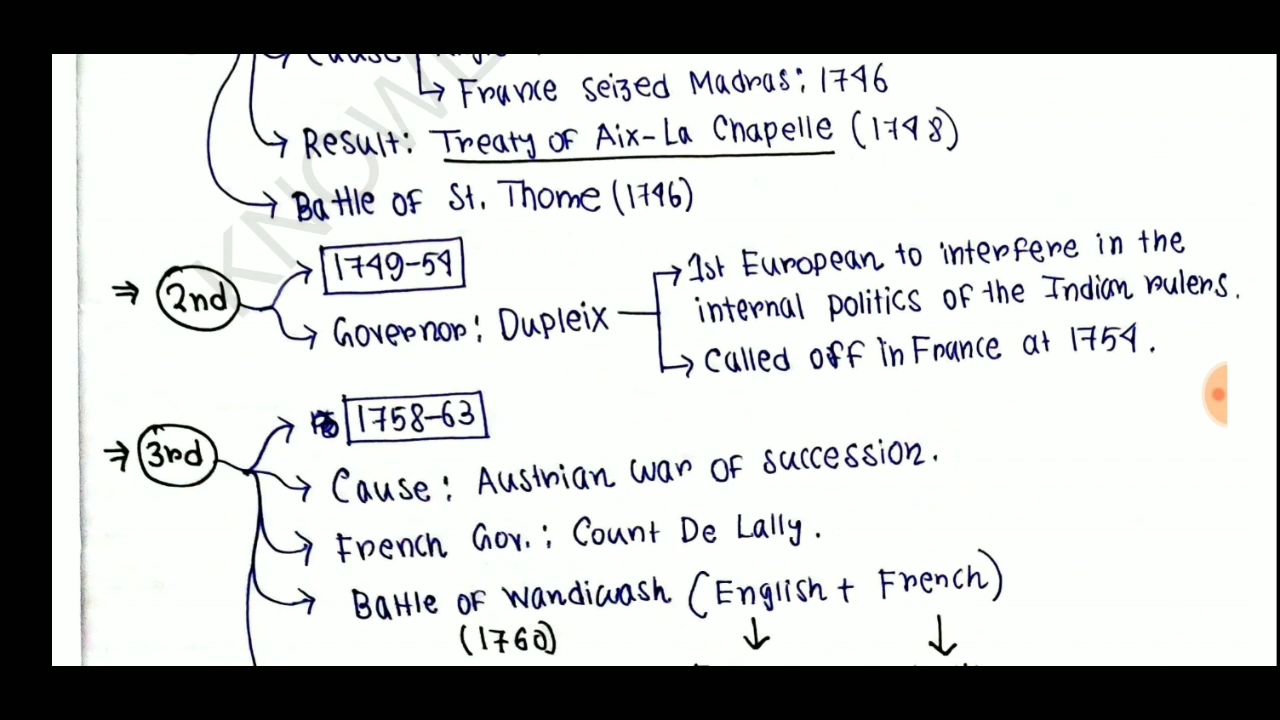 France seized Madras: 1746
Result: Treaty of Aix-La Chapelle (1748)
Battle of St. Thome (1746)
⇒ 2nd → 1749-54
→ Governor: Dupleix
→ 1st European to interfere in the
internal politics of the Indian rulers.
→ Called off in France at 1754.
⇒ 3rd → 1758-63
→ Cause: Austrian war of succession.
→ French Gov.: Count De Lally.
→ Battle of Wandiwash (English + French)
(1760)